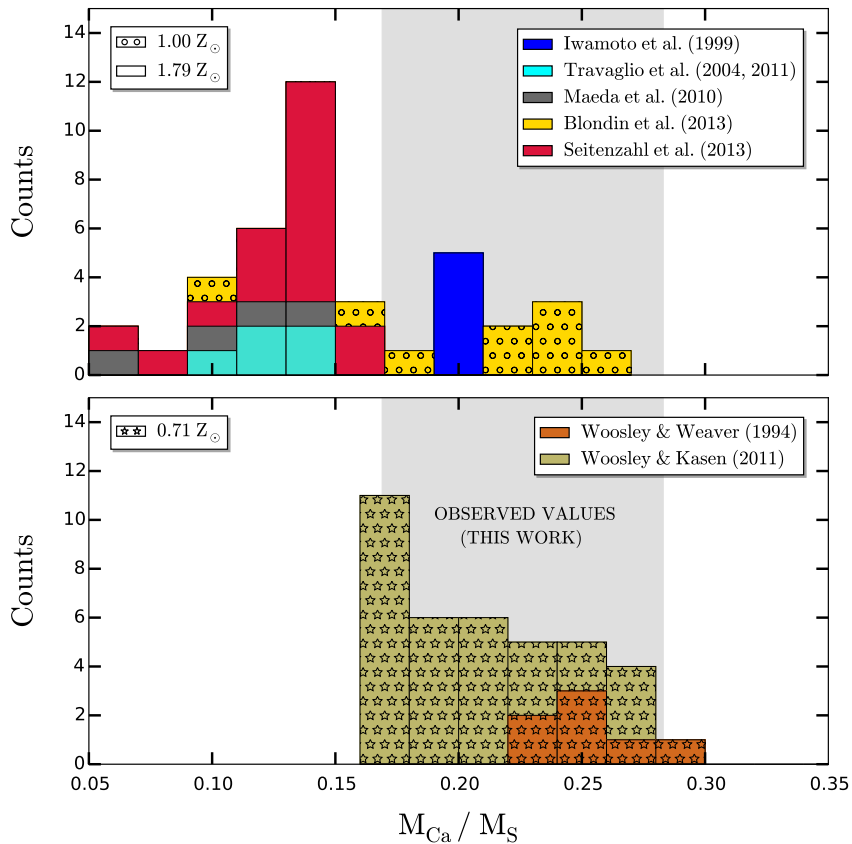 14
12
10
8
6
4
2
0
Counts
1.00 Z☉
1.79 Z☉
Iwamoto et al. (1999)
Travaglio et al. (2004, 2011)
Maeda et al. (2010)
Blondin et al. (2013)
Seitenzahl et al. (2013)
14
12
10
8
6
4
2
0
Counts
0.71 Z☉
Woosley & Weaver (1994)
Woosley & Kasen (2011)
OBSERVED VALUES
(THIS WORK)
0.05 0.10 0.15 0.20 0.25 0.30 0.35
M_Ca / M_S